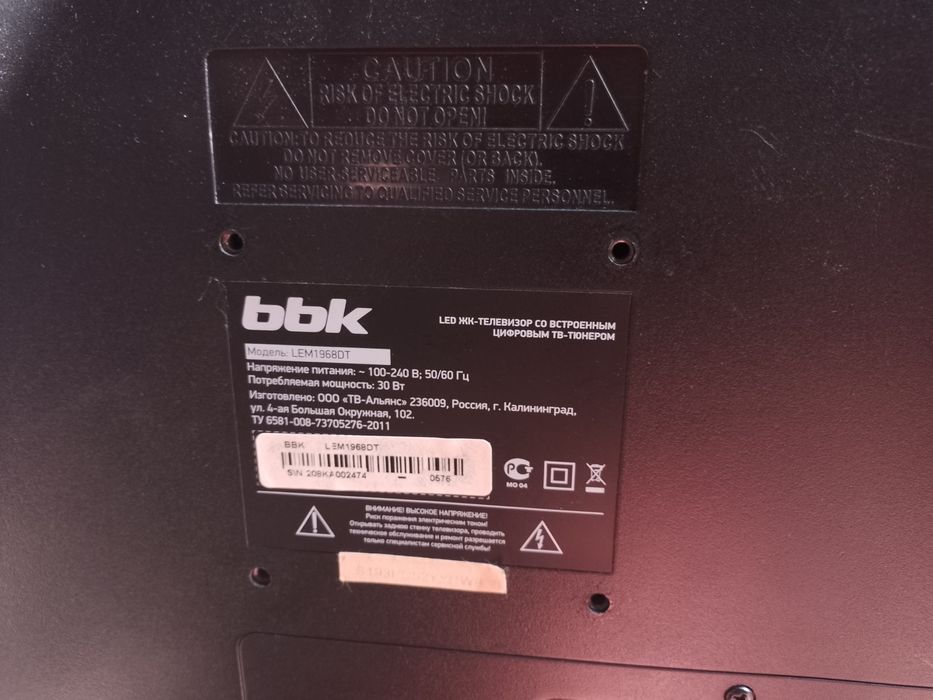 CAUTION
RISK OF ELECTRIC SHOCK
DO NOT OPEN!
CAUTION: TO REDUCE THE RISK OF ELECTRIC SHOCK
DO NOT REMOVE COVER (OR BACK).
NO USER-SERVICEABLE PARTS INSIDE.
REFER SERVICING TO QUALIFIED SERVICE PERSONNEL.
bbk
LED ЖК-ТЕЛЕВИЗОР СО ВСТРОЕННЫМ
ЦИФРОВЫМ ТВ-ТЮНЕРОМ
Модель: LEM1968DT
Напряжение питания: ~ 100-240 В; 50/60 Гц
Потребляемая мощность: 30 Вт
Изготовлено: ООО «ТВ-Альянс» 236009, Россия, г. Калининград,
ул. 4-ая Большая Окружная, 102.
ТУ 6581-008-73705276-2011
BBK LEM1968DT
S/N 208KA002474 – 0576
МО 04
ВНИМАНИЕ! ВЫСОКОЕ НАПРЯЖЕНИЕ!
Риск поражения электрическим током!
Открывать заднюю стенку телевизора, проводить
техническое обслуживание и ремонт разрешается
только специалистам сервисной службы!